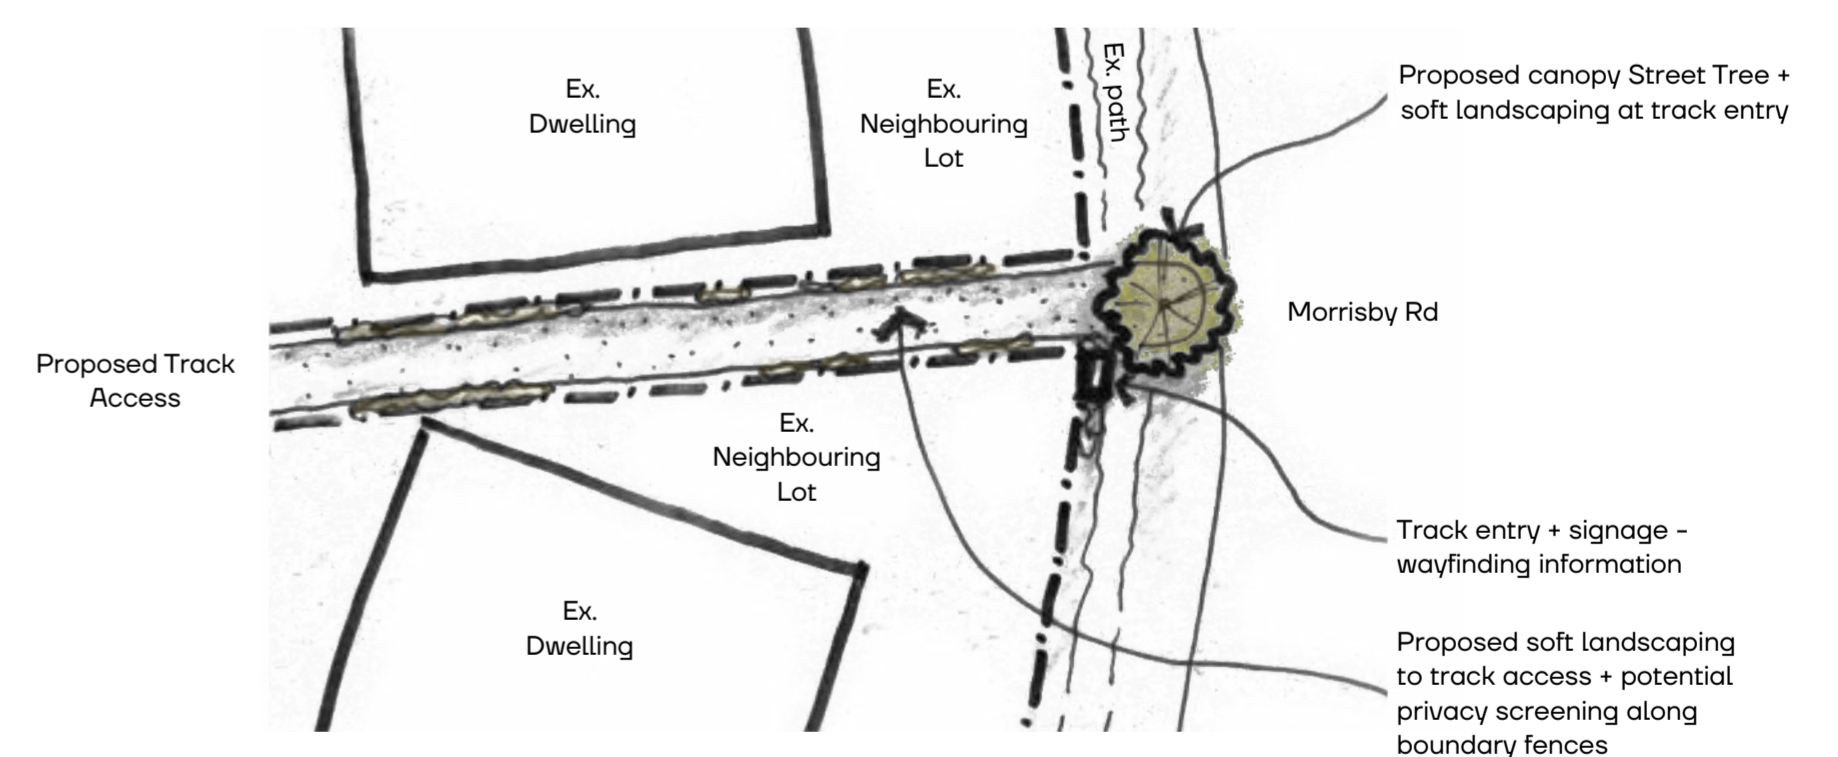 Ex.
Dwelling
Ex.
Neighbouring
Lot
Ex. path
Proposed canopy Street Tree +
soft landscaping at track entry
Morrisby Rd
Proposed Track
Access
Ex.
Neighbouring
Lot
Track entry + signage -
wayfinding information
Ex.
Dwelling
Proposed soft landscaping
to track access + potential
privacy screening along
boundary fences